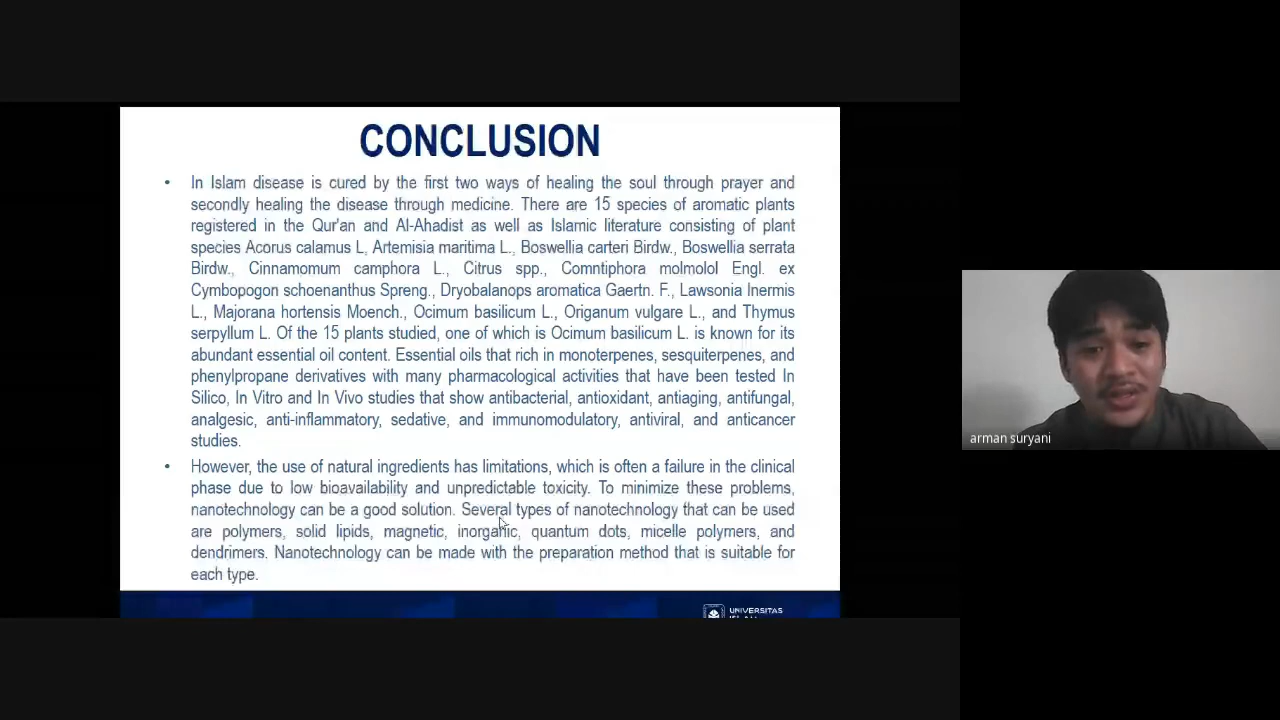 CONCLUSION
• In Islam disease is cured by the first two ways of healing the soul through prayer and
secondly healing the disease through medicine. There are 15 species of aromatic plants
registered in the Qur'an and Al-Ahadist as well as Islamic literature consisting of plant
species Acorus calamus L, Artemisia maritima L., Boswellia carteri Birdw., Boswellia serrata
Birdw., Cinnamomum camphora L., Citrus spp., Comntiphora molmolol Engl. ex
Cymbopogon schoenanthus Spreng., Dryobalanops aromatica Gaertn. F., Lawsonia Inermis
L., Majorana hortensis Moench., Ocimum basilicum L., Origanum vulgare L., and Thymus
serpyllum L. Of the 15 plants studied, one of which is Ocimum basilicum L. is known for its
abundant essential oil content. Essential oils that rich in monoterpenes, sesquiterpenes, and
phenylpropane derivatives with many pharmacological activities that have been tested In
Silico, In Vitro and In Vivo studies that show antibacterial, antioxidant, antiaging, antifungal,
analgesic, anti-inflammatory, sedative, and immunomodulatory, antiviral, and anticancer
studies.
• However, the use of natural ingredients has limitations, which is often a failure in the clinical
phase due to low bioavailability and unpredictable toxicity. To minimize these problems,
nanotechnology can be a good solution. Several types of nanotechnology that can be used
are polymers, solid lipids, magnetic, inorganic, quantum dots, micelle polymers, and
dendrimers. Nanotechnology can be made with the preparation method that is suitable for
each type.
UNIVERSITAS
arman suryani